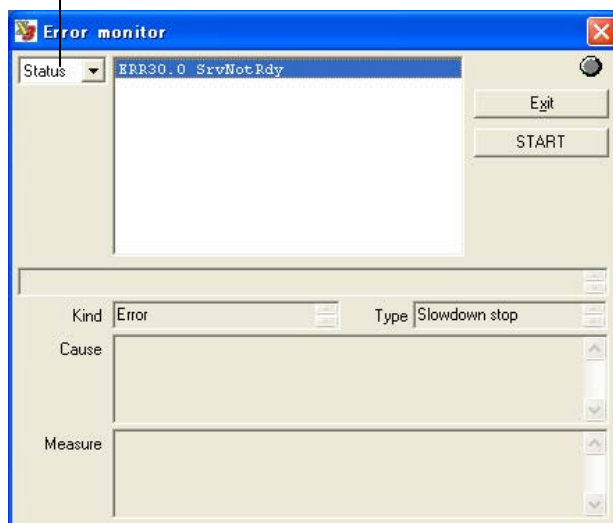 Error monitor
Status
ERR30.0 SrvNotRdy
Exit
START
Kind Error Type Slowdown stop
Cause
Measure